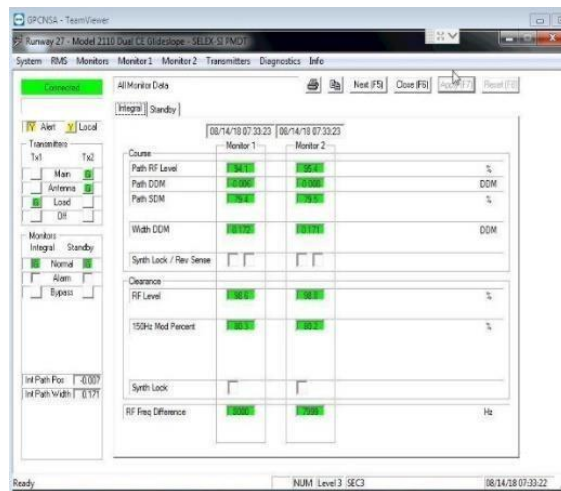 GPCNSA - TeamViewer
Runway 27 - Model 2110 Dual CE Glideslope - SELEX-SI PMDT
System RMS Monitors Monitor 1 Monitor 2 Transmitters Diagnostics Info
Connected
All Monitor Data
Next (F5) Close (F6) Apply (F7) Reset (F8)
Integral Standby
Y Alert Y Local
08/14/18 07:33:23 08/14/18 07:33:23
Monitor 1 Monitor 2
Transmitters
Tx1 Tx2
Main G
Antenna G
G Load
Off
Course
Path RF Level 94.1 95.4 %
Path DDM -0.006 -0.008 DDM
Path SDM 79.4 79.5 %
Width DDM 0.172 0.171 DDM
Synth Lock / Rev Sense
Monitors
Integral Standby
G Normal G
Alarm
Bypass
Clearance
RF Level 98.6 98.0 %
150Hz Mod Percent 80.3 80.2 %
Synth Lock
RF Freq Difference 8000 7999 Hz
Int Path Pos -0.007
Int Path Width 0.171
Ready
NUM Level 3 SEC3 08/14/18 07:33:22